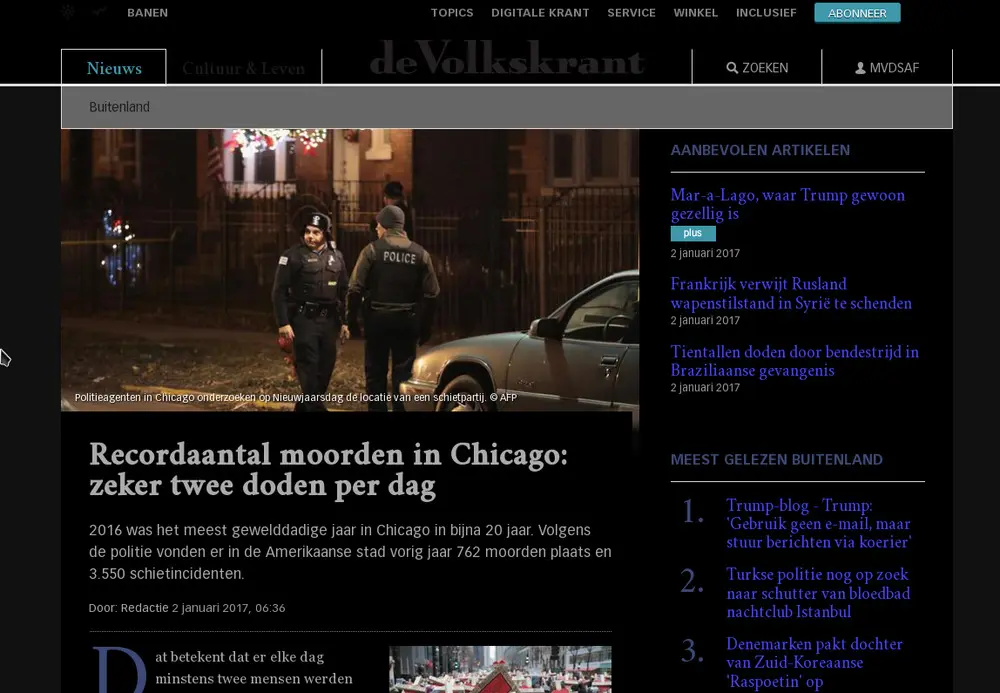 BANEN
TOPICS DIGITALE KRANT SERVICE WINKEL INCLUSIEF ABONNEER
Nieuws Cultuur & Leven deVolkskrant ZOEKEN MVDSAF
Buitenland
POLICE
Politieagenten in Chicago onderzoeken op Nieuwjaarsdag de locatie van een schietpartij. © AFP
Recordaantal moorden in Chicago:
zeker twee doden per dag
2016 was het meest gewelddadige jaar in Chicago in bijna 20 jaar. Volgens
de politie vonden er in de Amerikaanse stad vorig jaar 762 moorden plaats en
3.550 schietincidenten.
Door: Redactie 2 januari 2017, 06:36
Dat betekent dat er elke dag
minstens twee mensen werden
AANBEVOLEN ARTIKELEN
Mar-a-Lago, waar Trump gewoon
gezellig is
plus
2 januari 2017
Frankrijk verwijt Rusland
wapenstilstand in Syrië te schenden
2 januari 2017
Tientallen doden door bendestrijd in
Braziliaanse gevangenis
2 januari 2017
MEEST GELEZEN BUITENLAND
1. Trump-blog - Trump:
'Gebruik geen e-mail, maar
stuur berichten via koerier'
2. Turkse politie nog op zoek
naar schutter van bloedbad
nachtclub Istanbul
3. Denemarken pakt dochter
van Zuid-Koreaanse
'Raspoetin' op